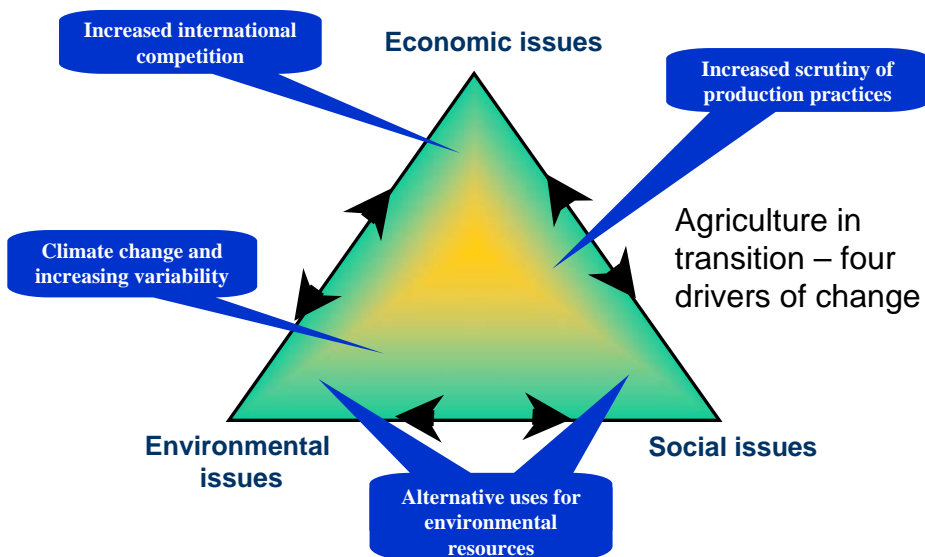 Increased international
competition
Economic issues
Increased scrutiny of
production practices
Agriculture in
transition – four
drivers of change
Climate change and
increasing variability
Environmental
issues
Social issues
Alternative uses for
environmental
resources